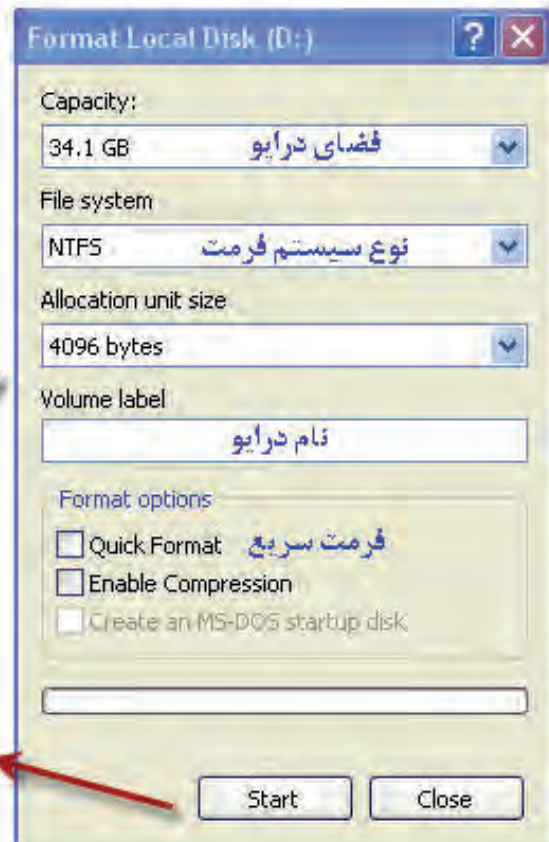 Format Local Disk (D:)
Capacity:
34.1 GB فضای درایو
File system
NTFS نوع سیستم فرمت
Allocation unit size
4096 bytes
Volume label
نام درایو
Format options
Quick Format فرمت سریع
Enable Compression
Create an MS-DOS startup disk
Start Close